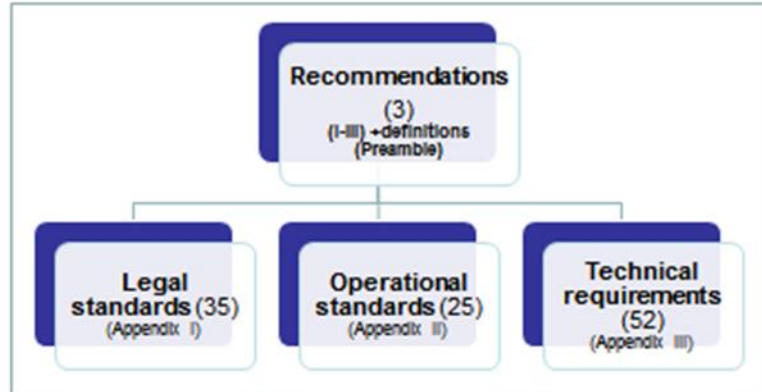 Recommendations
(3)
(I-III) +definitions
(Preamble)
Legal
standards (35)
(Appendix I)
Operational
standards (25)
(Appendix II)
Technical
requirements
(52)
(Appendix III)